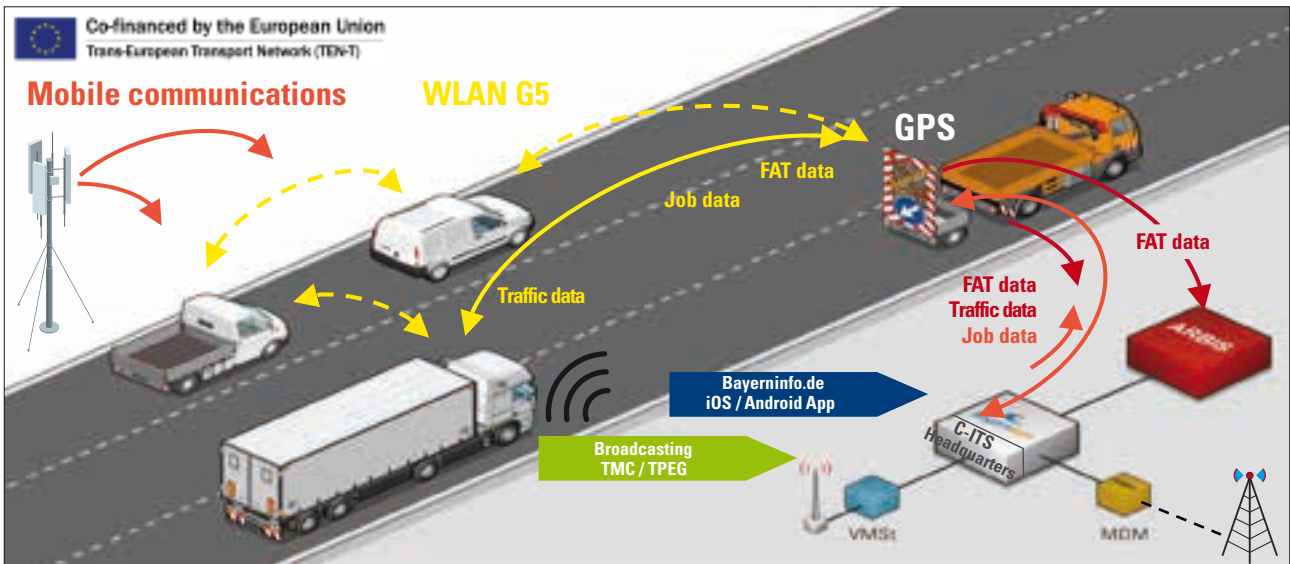 Co-financed by the European Union
Trans-European Transport Network (TEN-T)
Mobile communications
WLAN G5
GPS
FAT data
Job data
Traffic data
FAT data
FAT data
Traffic data
Job data
ARBIS
Bayerninfo.de
iOS / Android App
C-ITS
Headquarters
Broadcasting
TMC / TPEG
VMSt
MDM